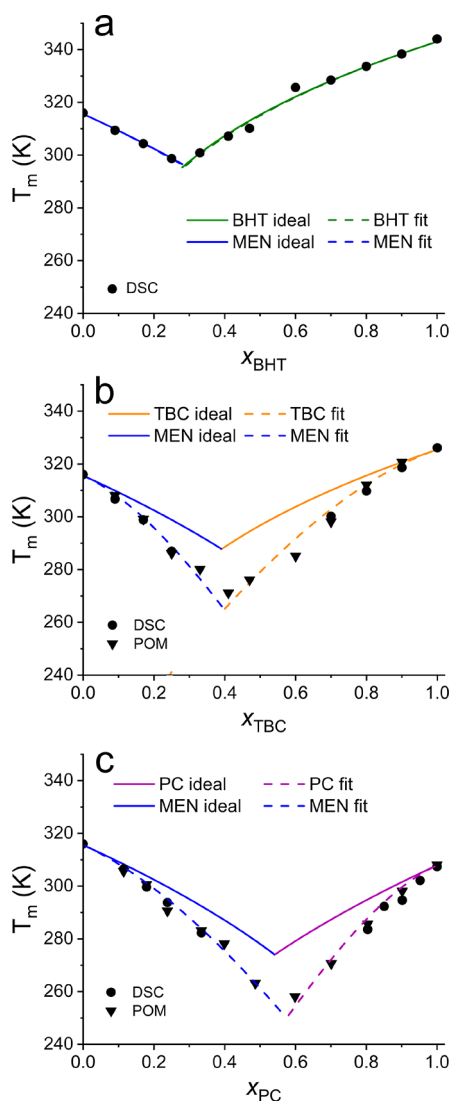 a
340
320
300
280
260
240
Tm (K)
BHT ideal BHT fit
MEN ideal MEN fit
DSC
0.0 0.2 0.4 0.6 0.8 1.0
xBHT
b
340
320
300
280
260
240
Tm (K)
TBC ideal TBC fit
MEN ideal MEN fit
DSC
POM
0.0 0.2 0.4 0.6 0.8 1.0
xTBC
c
340
320
300
280
260
240
Tm (K)
PC ideal PC fit
MEN ideal MEN fit
DSC
POM
0.0 0.2 0.4 0.6 0.8 1.0
xPC